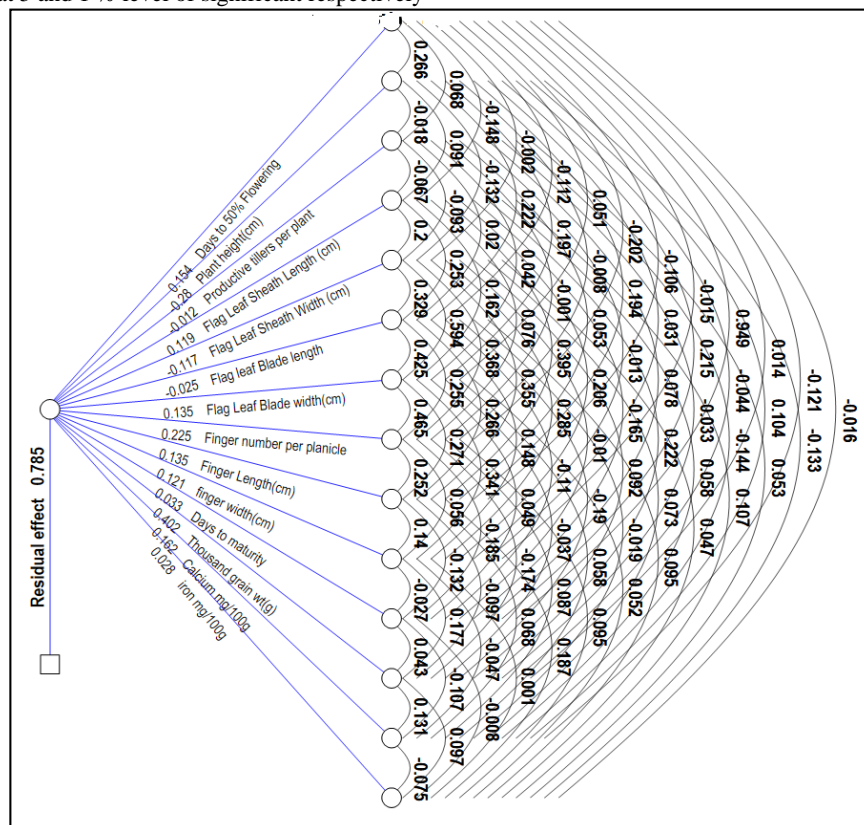 at 5 and 1 % level of significant respectively
0.154 Days to 50% Flowering
-0.28 Plant height(cm)
-0.012 Productive tillers per plant
0.119 Flag Leaf Sheath Length (cm)
-0.117 Flag Leaf Sheath Width (cm)
-0.025 Flag leaf Blade length
0.135 Flag Leaf Blade width(cm)
0.225 Finger number per planicle
0.135 Finger Length(cm)
0.121 finger width(cm)
0.033 Days to maturity
0.402 Thousand grain wt(g)
0.162 Calcium mg/100g
0.028 iron mg/100g
Residual effect 0.785
0.266 -0.018 -0.067 0.2 0.329 0.425 0.465 0.252 0.14 -0.027 0.043 0.131 -0.075
0.068 0.091 -0.093 0.253 0.594 0.255 0.271 0.056 -0.132 0.177 -0.107 0.097
-0.148 -0.132 0.02 0.162 0.368 0.266 0.341 -0.185 -0.097 -0.047 -0.008
-0.002 0.222 0.042 0.076 0.355 0.148 0.049 -0.174 0.068 0.001
-0.112 0.197 -0.001 0.395 0.285 -0.11 -0.037 0.087 0.187
0.051 -0.008 0.053 0.206 -0.01 -0.19 0.058 0.095
-0.202 0.194 -0.013 -0.165 0.092 -0.019 0.052
-0.106 0.031 0.078 0.222 0.073 0.095
-0.015 0.215 -0.033 0.058 0.047
0.949 -0.044 -0.144 0.107
0.014 0.104 0.053
-0.121 -0.133
-0.016